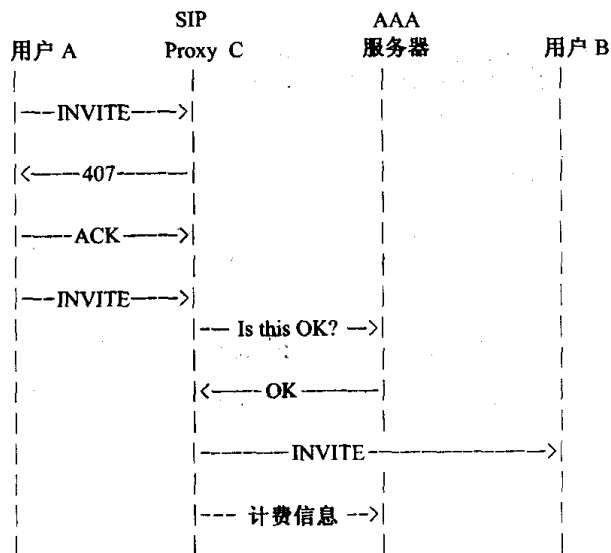 SIP
AAA
用户 A
Proxy C
服务器
用户 B
INVITE
407
ACK
INVITE
Is this OK?
OK
INVITE
计费信息